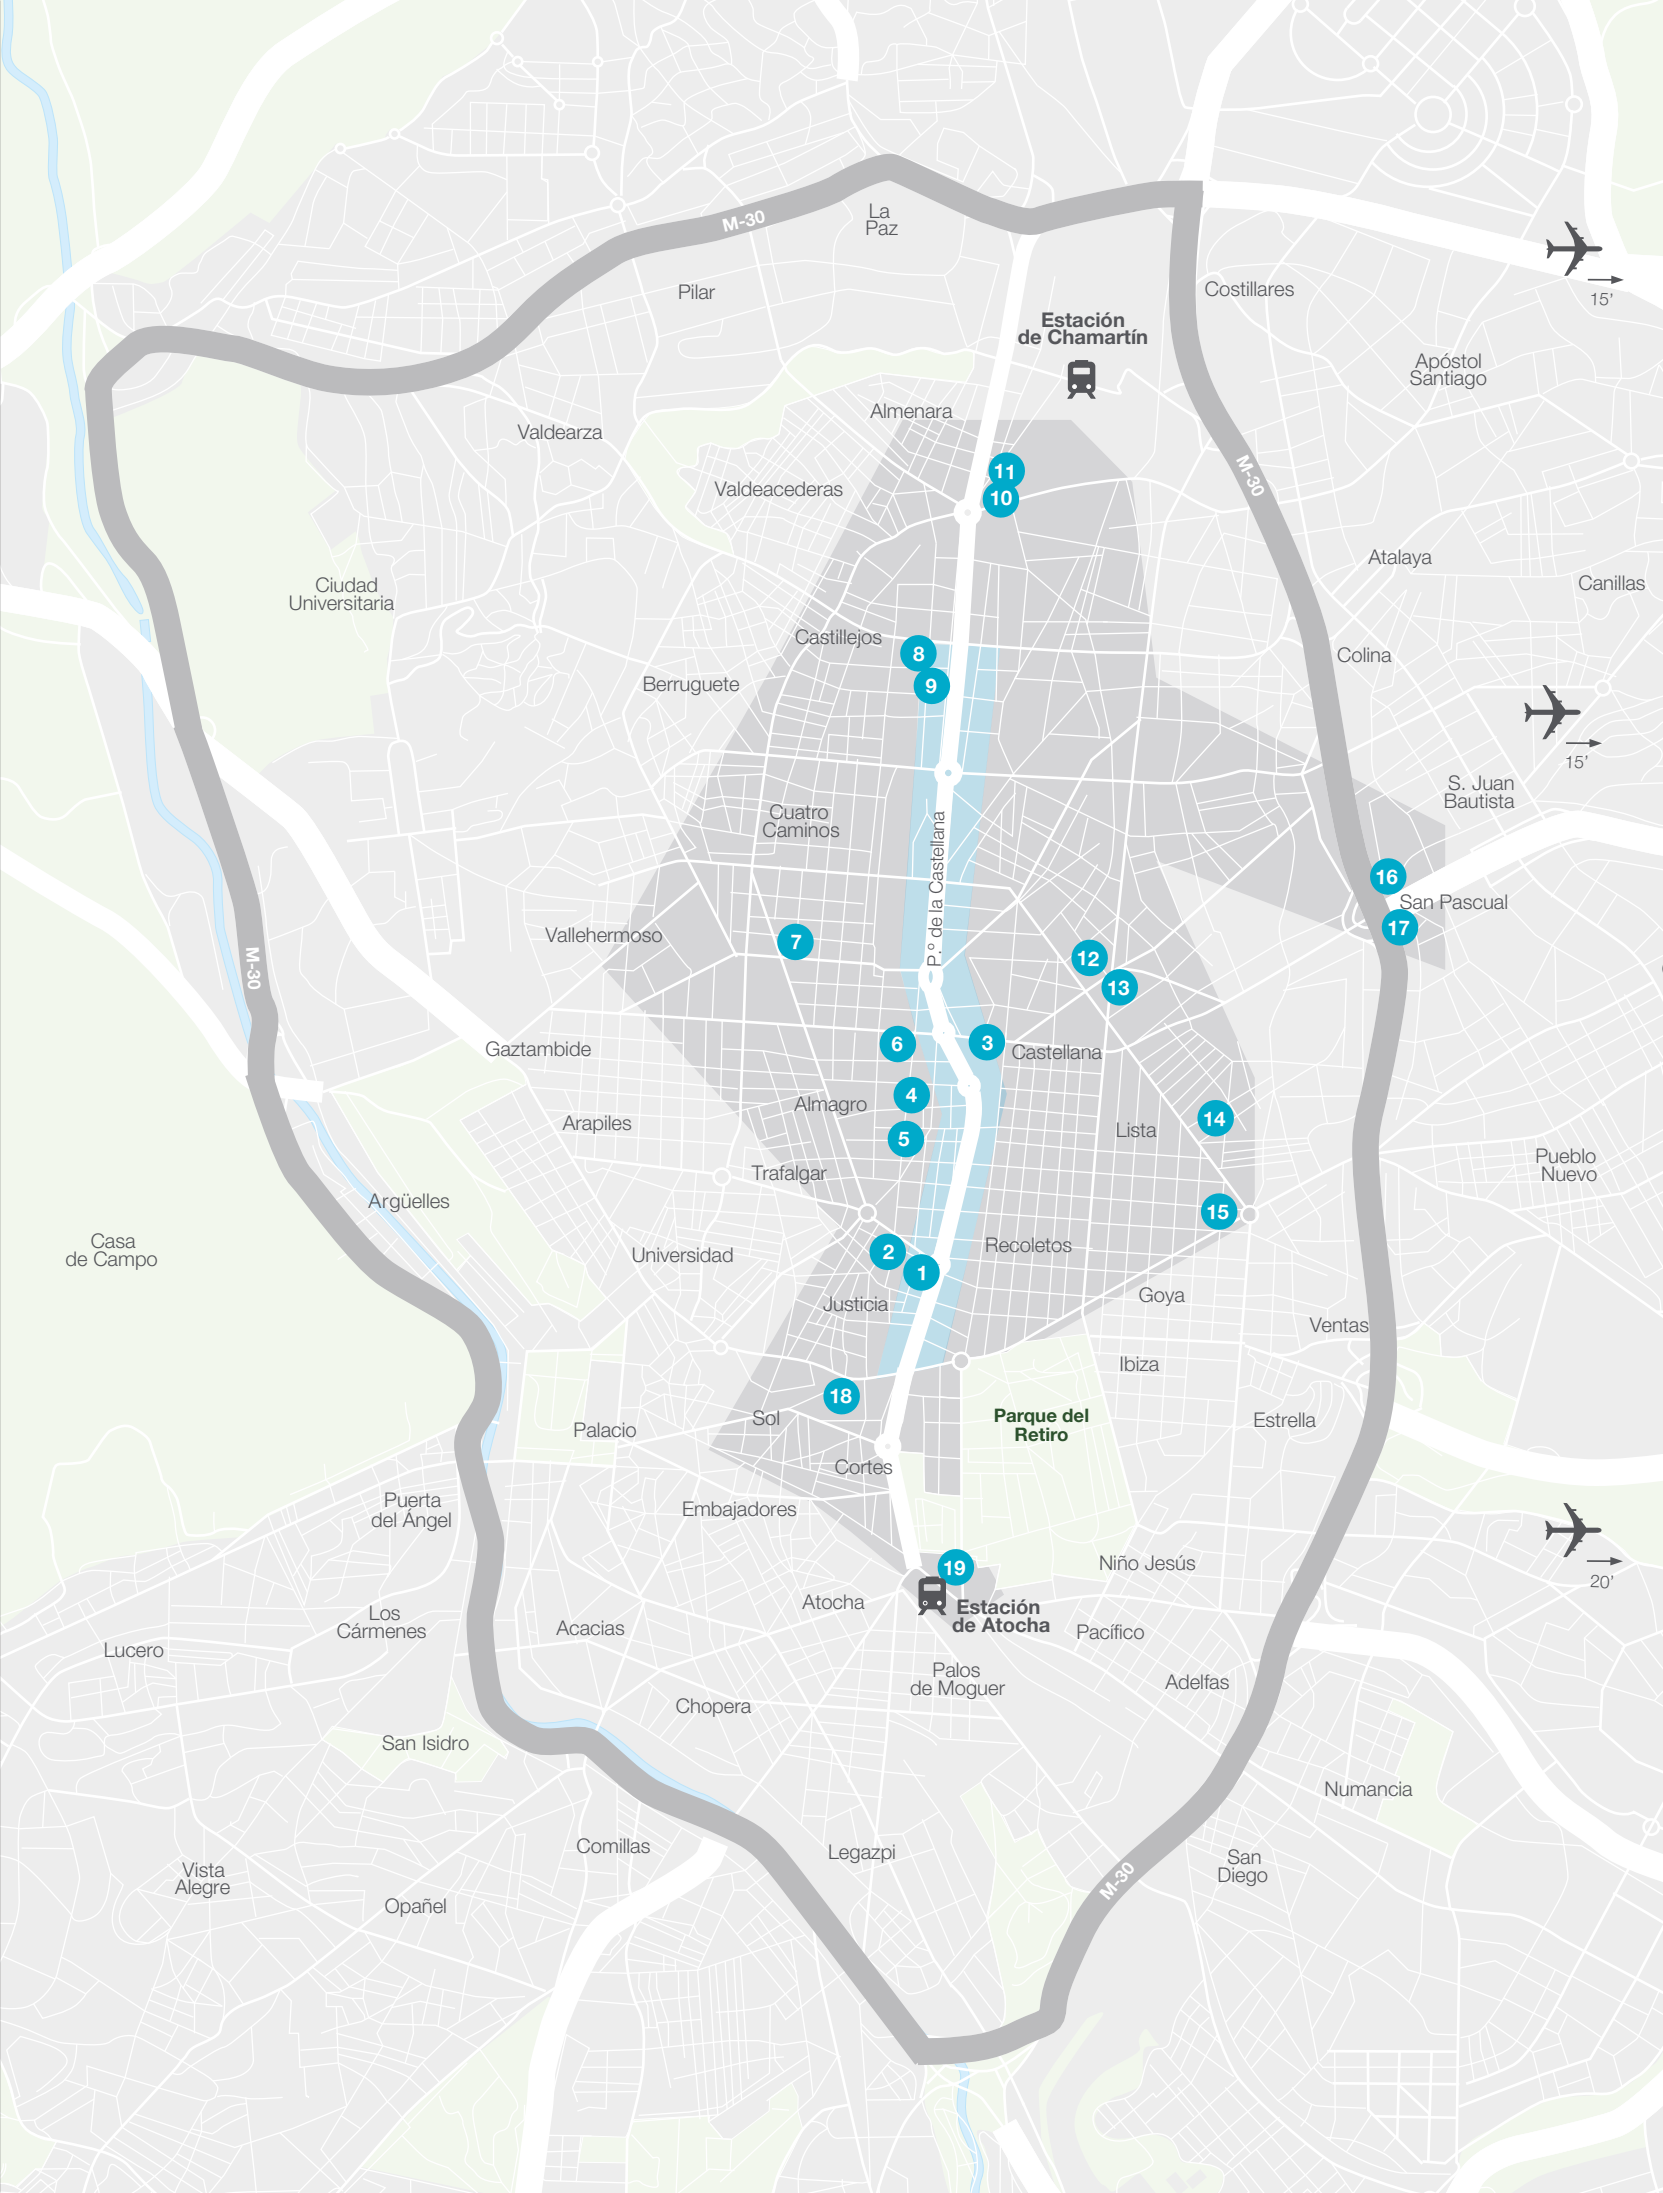 La
Paz
M-30
Pilar
Costillares
15'
Estación
de Chamartín
Apóstol
Santiago
Almenara
Valdearza
11
M-30
Valdeacederas
10
Atalaya
Canillas
Ciudad
Universitaria
Castillejos
8
Colina
Berruguete
9
15'
S. Juan
Bautista
Cuatro
Caminos
P.º de la Castellana
16
San Pascual
17
Vallehermoso
7
12
M-30
13
6
3
Castellana
Gaztambide
4
Almagro
14
Arapiles
5
Lista
Pueblo
Nuevo
Trafalgar
Argüelles
15
Casa
de Campo
Universidad
2
Recoletos
1
Justicia
Goya
Ventas
Ibiza
18
Sol
Parque del
Retiro
Estrella
Palacio
Cortes
Puerta
del Ángel
Embajadores
19
Niño Jesús
20'
Atocha
Estación
de Atocha
Los
Cármenes
Acacias
Pacífico
Lucero
Palos
de Moguer
Adelfas
Chopera
San Isidro
Numancia
Comillas
Legazpi
San
Diego
Vista
Alegre
M-30
Opañel